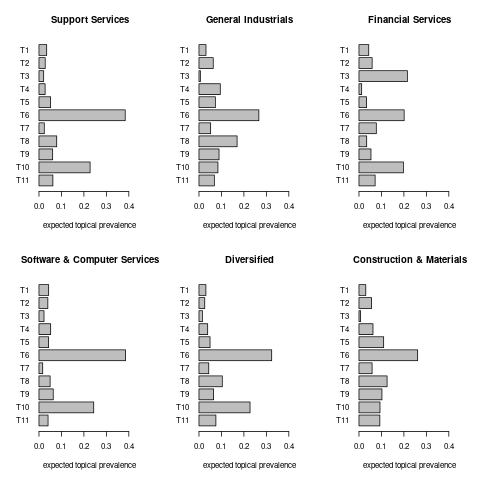 Support Services
T1
T2
T3
T4
T5
T6
T7
T8
T9
T10
T11
0.0 0.1 0.2 0.3 0.4
expected topical prevalence
General Industrials
T1
T2
T3
T4
T5
T6
T7
T8
T9
T10
T11
0.0 0.1 0.2 0.3 0.4
expected topical prevalence
Financial Services
T1
T2
T3
T4
T5
T6
T7
T8
T9
T10
T11
0.0 0.1 0.2 0.3 0.4
expected topical prevalence
Software & Computer Services
T1
T2
T3
T4
T5
T6
T7
T8
T9
T10
T11
0.0 0.1 0.2 0.3 0.4
expected topical prevalence
Diversified
T1
T2
T3
T4
T5
T6
T7
T8
T9
T10
T11
0.0 0.1 0.2 0.3 0.4
expected topical prevalence
Construction & Materials
T1
T2
T3
T4
T5
T6
T7
T8
T9
T10
T11
0.0 0.1 0.2 0.3 0.4
expected topical prevalence